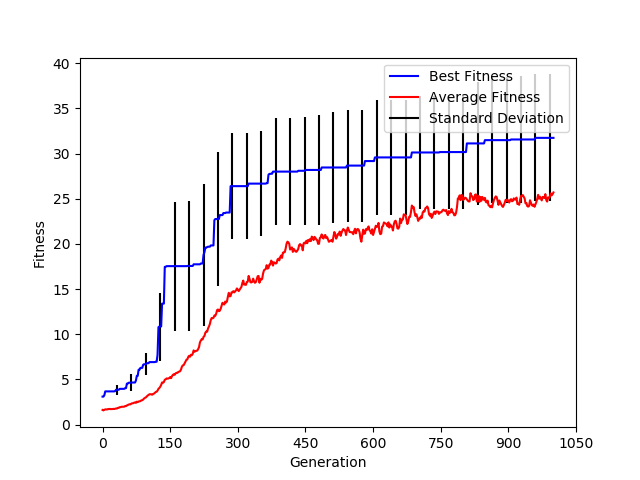 40
35
30
25
20
15
10
5
0
Fitness
Best Fitness
Average Fitness
Standard Deviation
0 150 300 450 600 750 900 1050
Generation